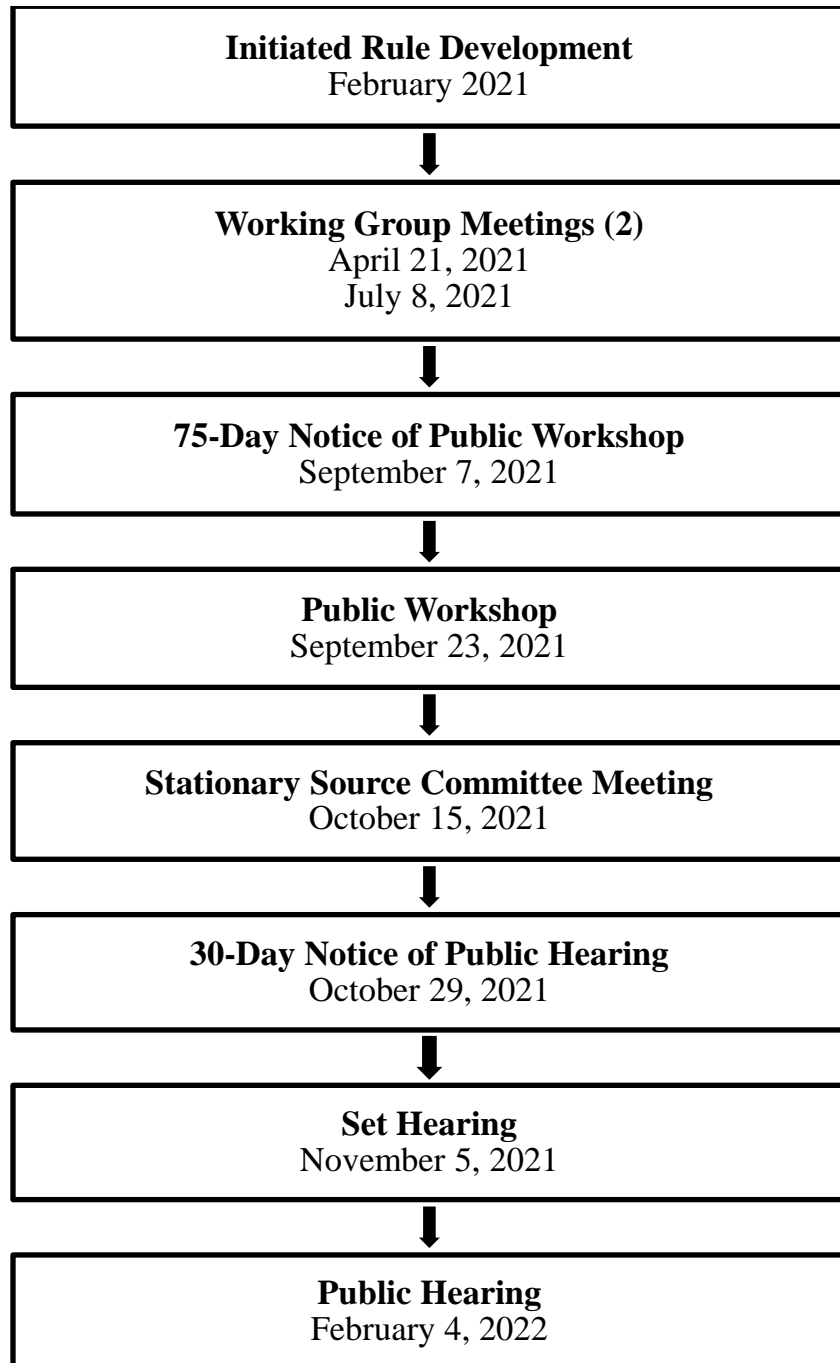 Initiated Rule Development
February 2021
Working Group Meetings (2)
April 21, 2021
July 8, 2021
75-Day Notice of Public Workshop
September 7, 2021
Public Workshop
September 23, 2021
Stationary Source Committee Meeting
October 15, 2021
30-Day Notice of Public Hearing
October 29, 2021
Set Hearing
November 5, 2021
Public Hearing
February 4, 2022